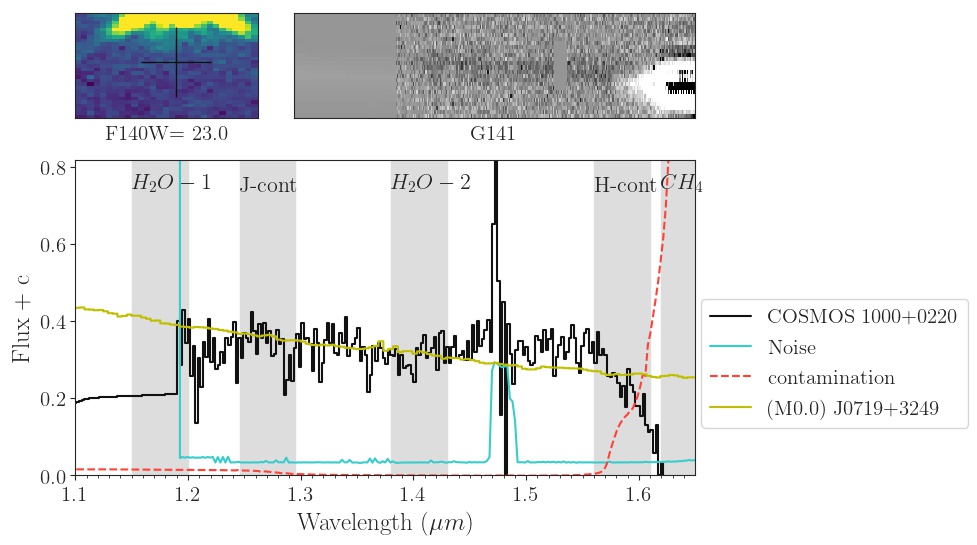 F140W= 23.0
G141
H₂O − 1
J-cont
H₂O − 2
H-cont
CH₄
0.8
0.6
0.4
0.2
0.0
Flux + c
1.1
1.2
1.3
1.4
1.5
1.6
Wavelength (μm)
COSMOS 1000+0220
Noise
contamination
(M0.0) J0719+3249